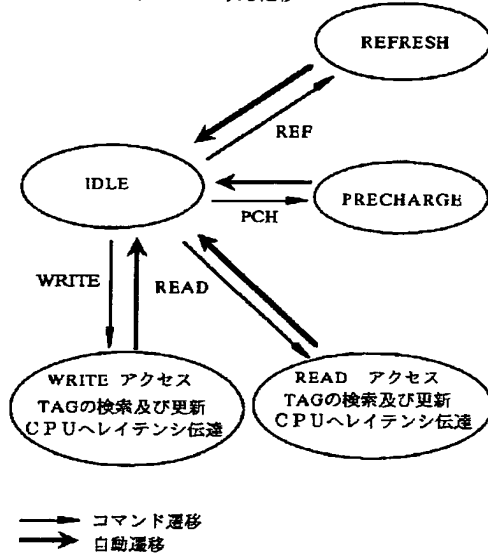 REFRESH
REF
IDLE
PRECHARGE
PCH
WRITE
READ
WRITE アクセス
TAGの検索及び更新
CPUへレイテンシ伝達
READ アクセス
TAGの検索及び更新
CPUへレイテンシ伝達
コマンド遷移
自動遷移